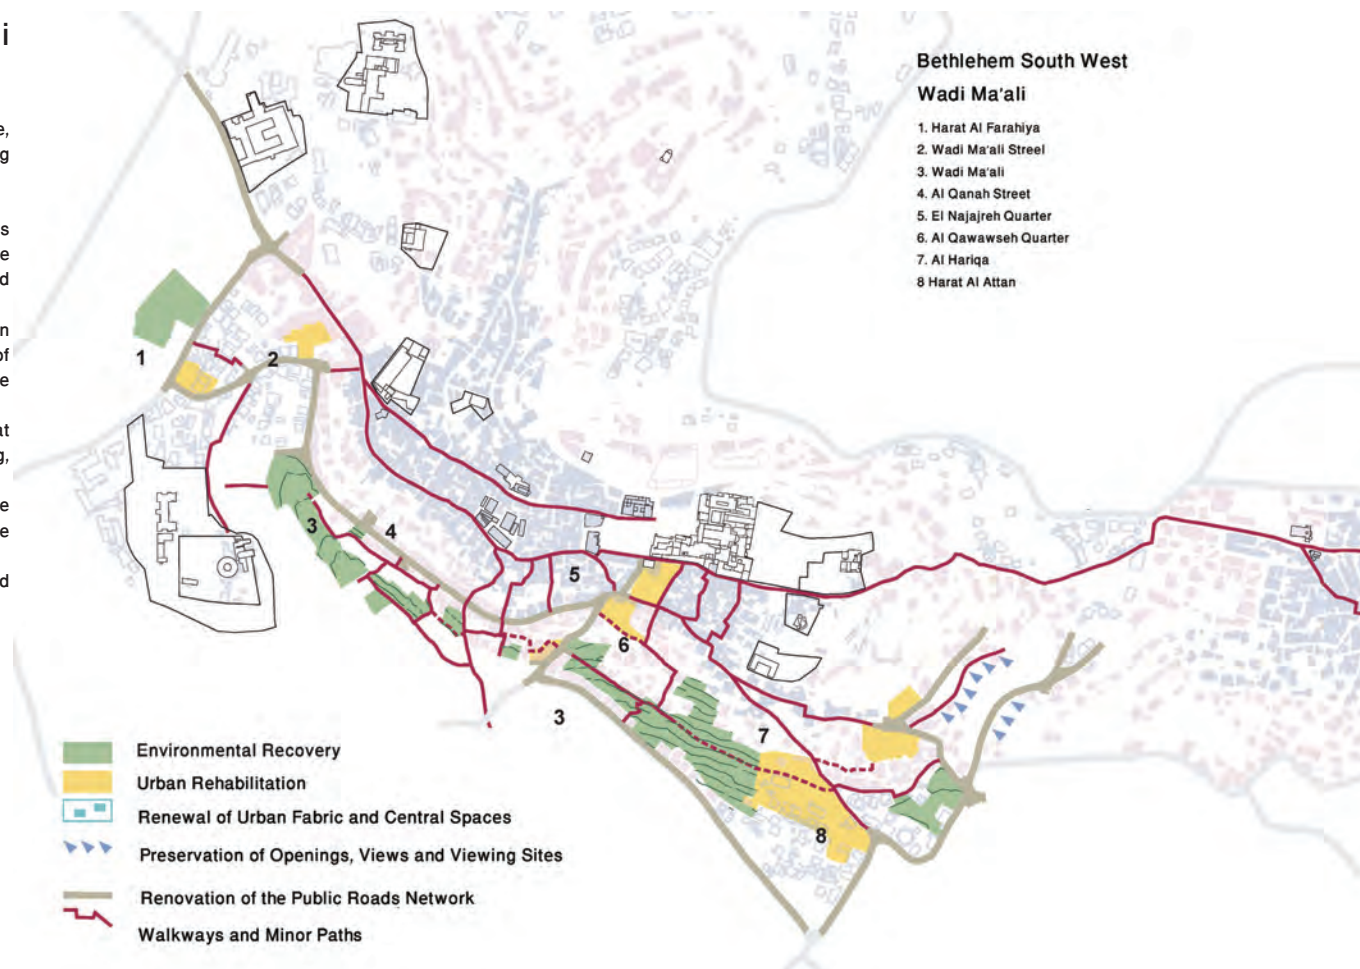 i
e,
g
s
e
d
n
of
e
at
g,
e
e
d
Bethlehem South West
Wadi Ma'ali
1. Harat Al Farahiya
2. Wadi Ma'ali Streel
3. Wadi Ma'ali
4. Al Qanah Street
5. El Najajreh Quarter
6. Al Qawawseh Quarter
7. Al Hariqa
8 Harat Al Attan
1
2
3
4
5
6
3
7
8
Environmental Recovery
Urban Rehabilitation
Renewal of Urban Fabric and Central Spaces
Preservation of Openings, Views and Viewing Sites
Renovation of the Public Roads Network
Walkways and Minor Paths